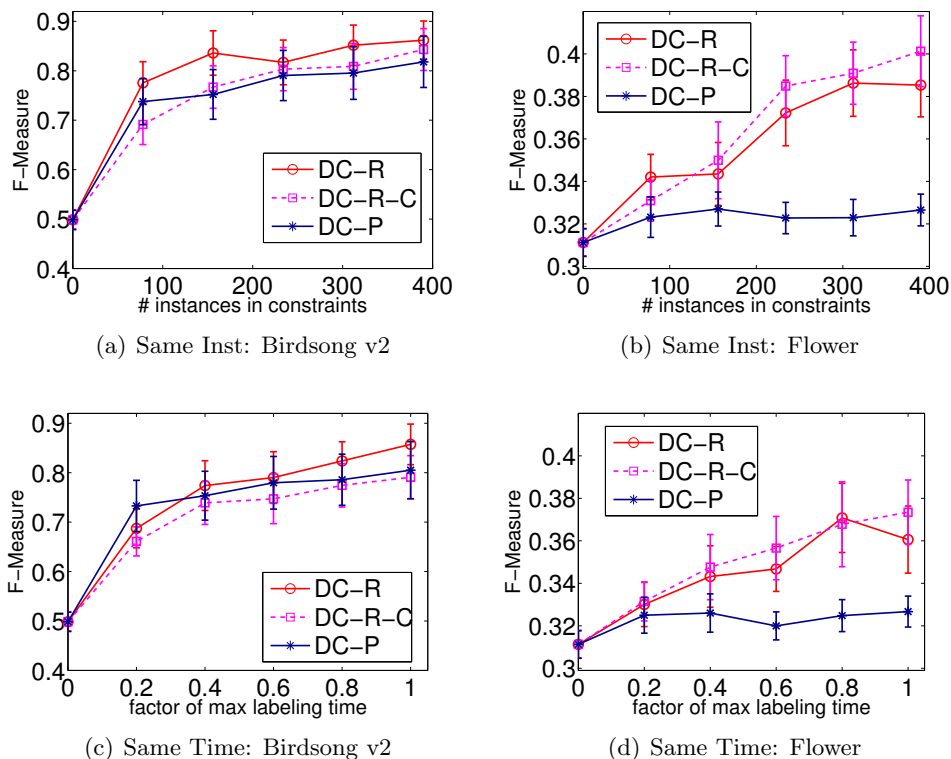 0.9
0.8
0.7
0.6
0.5
0.4
F−Measure
DC−R
DC−R−C
DC−P
0 100 200 300 400
# instances in constraints
(a) Same Inst: Birdsong v2
0.4
0.38
0.36
0.34
0.32
0.3
F−Measure
DC−R
DC−R−C
DC−P
0 100 200 300 400
# instances in constraints
(b) Same Inst: Flower
0.9
0.8
0.7
0.6
0.5
0.4
F−Measure
DC−R
DC−R−C
DC−P
0 0.2 0.4 0.6 0.8 1
factor of max labeling time
(c) Same Time: Birdsong v2
0.4
0.38
0.36
0.34
0.32
0.3
F−Measure
DC−R
DC−R−C
DC−P
0 0.2 0.4 0.6 0.8 1
factor of max labeling time
(d) Same Time: Flower